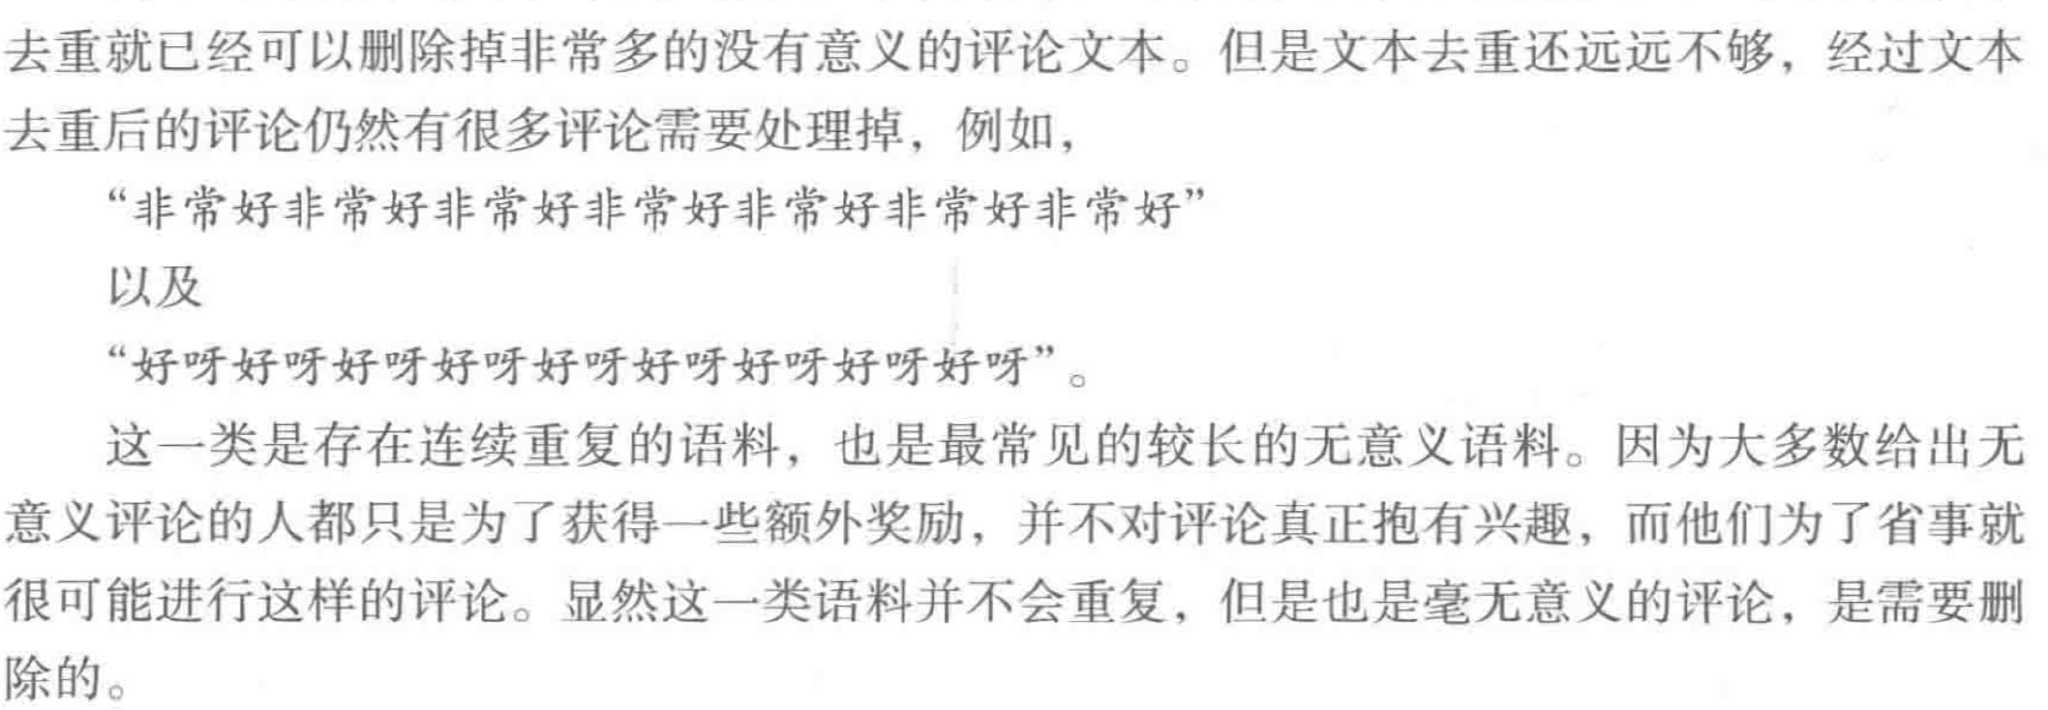 去重就已经可以删除掉非常多的没有意义的评论文本。但是文本去重还远远不够，经过文本
去重后的评论仍然有很多评论需要处理掉，例如，
“非常好非常好非常好非常好非常好非常好非常好”
以及
“好呀好呀好呀好呀好呀好呀好呀好呀好呀”。
这一类是存在连续重复的语料，也是最常见的较长的无意义语料。因为大多数给出无
意义评论的人都只是为了获得一些额外奖励，并不对评论真正抱有兴趣，而他们为了省事就
很可能进行这样的评论。显然这一类语料并不会重复，但是也是毫无意义的评论，是需要删
除的。